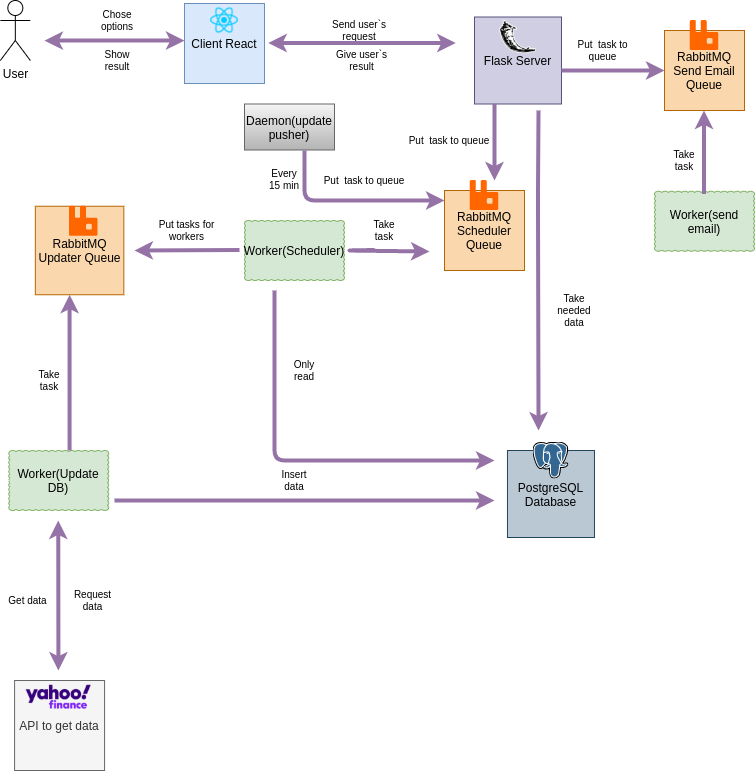 Chose
options
Show
result
User
Client React
Send user`s
request
Give user`s
result
Flask Server
Put task to
queue
RabbitMQ
Send Email
Queue
Daemon(update
pusher)
Every
15 min
Put task to queue
Put task to queue
Take
task
Worker(send
email)
RabbitMQ
Updater Queue
Put tasks for
workers
Worker(Scheduler)
Take
task
RabbitMQ
Scheduler
Queue
Take
needed
data
Take
task
Only
read
Worker(Update
DB)
Insert
data
PostgreSQL
Database
Get data
Request
data
yahoo!
finance
API to get data